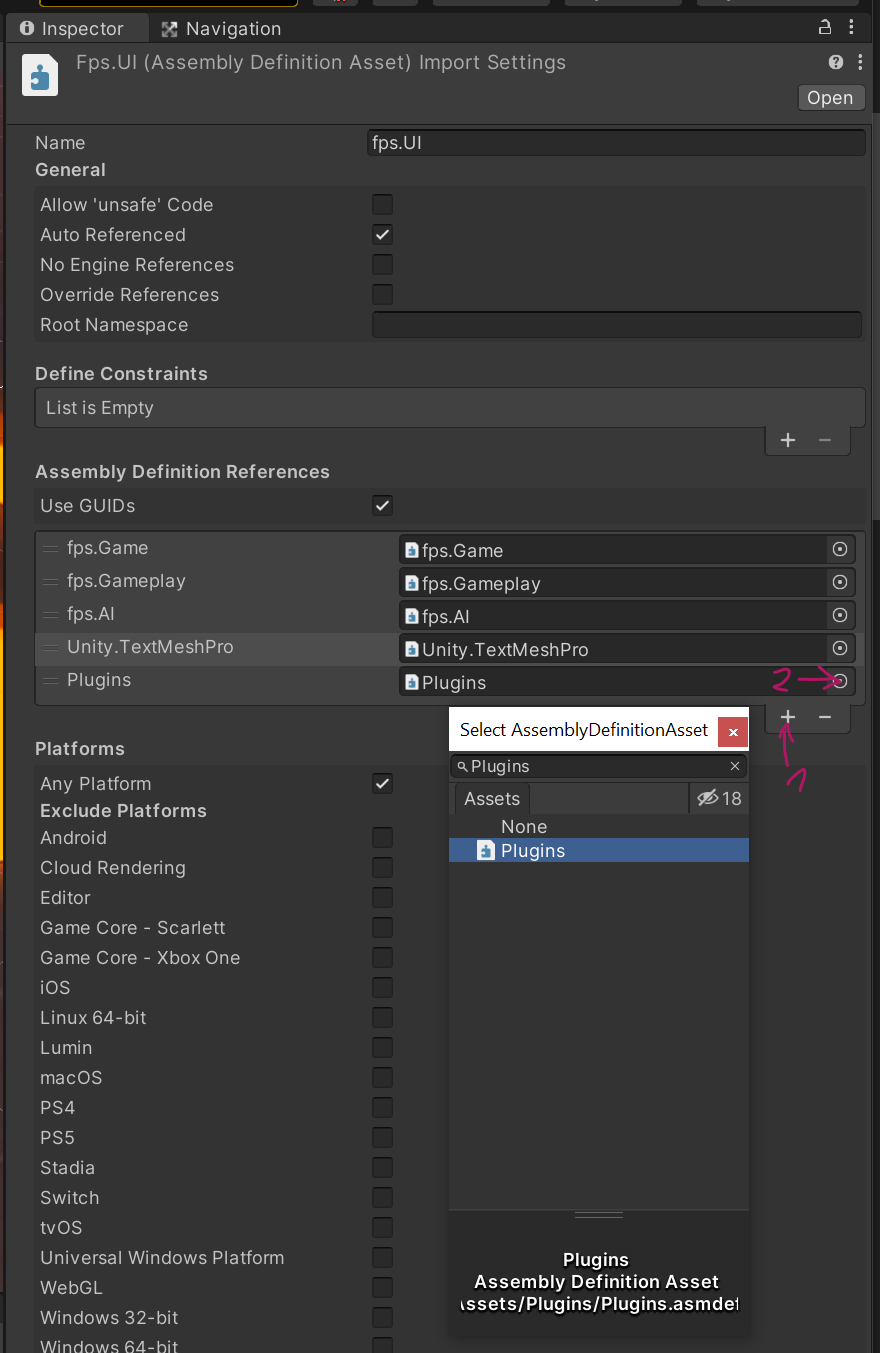 Inspector
Navigation
Fps.UI (Assembly Definition Asset) Import Settings
Open
Name
fps.UI
General
Allow 'unsafe' Code
Auto Referenced
No Engine References
Override References
Root Namespace
Define Constraints
List is Empty
+ −
Assembly Definition References
Use GUIDs
fps.Game fps.Game
fps.Gameplay fps.Gameplay
fps.AI fps.AI
Unity.TextMeshPro Unity.TextMeshPro
Plugins Plugins 2
+ −
1
Select AssemblyDefinitionAsset x
Plugins
Assets 18
None
Plugins
Plugins
Assembly Definition Asset
Assets/Plugins/Plugins.asmdef
Platforms
Any Platform
Exclude Platforms
Android
Cloud Rendering
Editor
Game Core - Scarlett
Game Core - Xbox One
iOS
Linux 64-bit
Lumin
macOS
PS4
PS5
Stadia
Switch
tvOS
Universal Windows Platform
WebGL
Windows 32-bit
Windows 64-bit